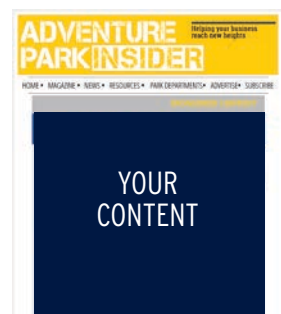 ADVENTURE
PARK INSIDER
Helping your business
reach new heights
HOME • MAGAZINE • NEWS • RESOURCES • PARK DEPARTMENTS • ADVERTISE • SUBSCRIBE
YOUR
CONTENT